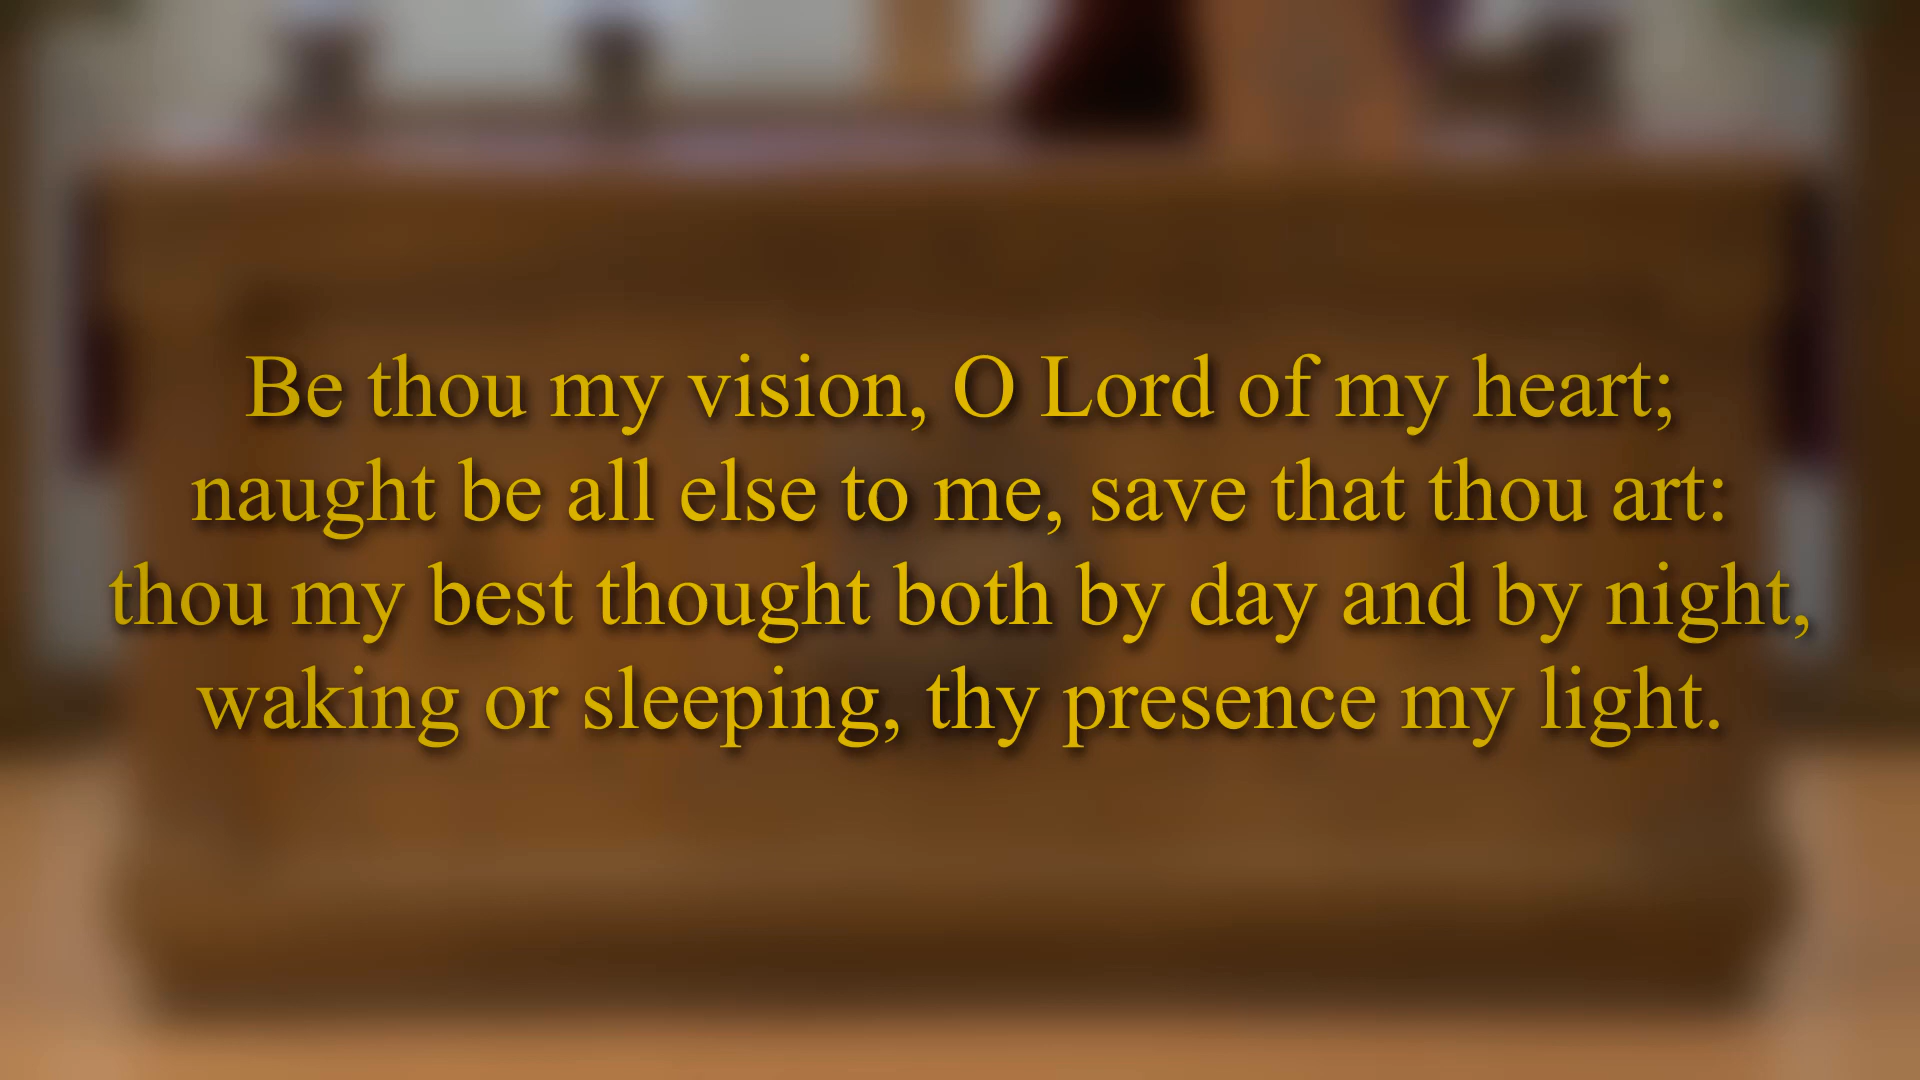 Be thou my vision, O Lord of my heart;
naught be all else to me, save that thou art:
thou my best thought both by day and by night,
waking or sleeping, thy presence my light.